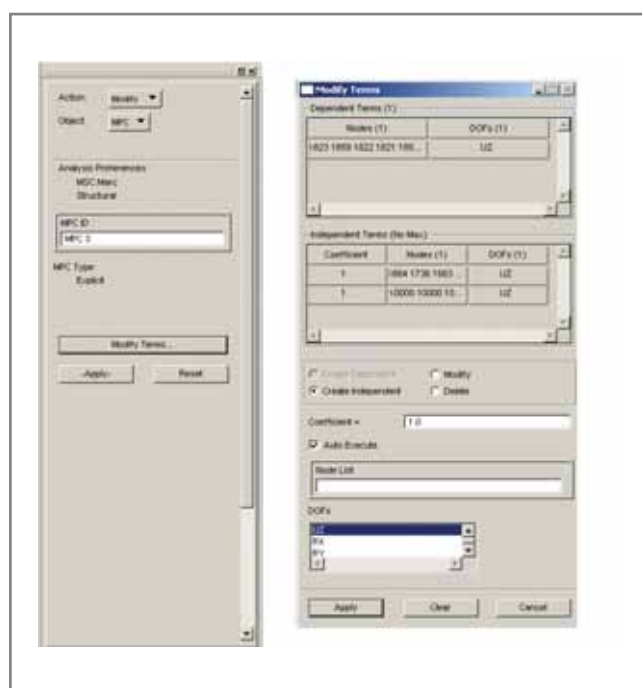 Action: Modify
Object: MPC
Analysis Preferences
MSC.Marc
Structural
MPC ID
MPC 3
MPC Type:
Explicit
Modify Terms...
-Apply-
Reset
Modify Terms
Dependent Terms (1)
Nodes (1) DOFs (1)
UZ
Independent Terms (No Max)
Coefficient Nodes (1) DOFs (1)
1 UZ
1 UZ
Create Dependent Modify
Create Independent Delete
Coefficient = 1.0
Auto Execute
Node List
DOFs
UZ
RX
RY
Apply Clear Cancel